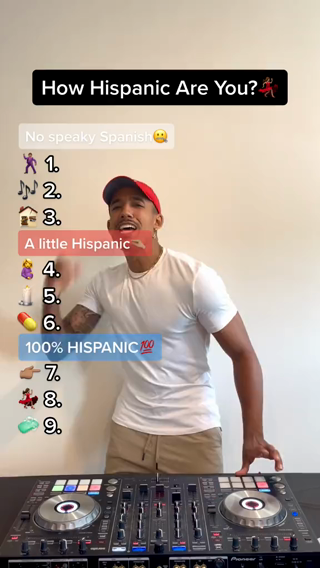 How Hispanic Are You?💃🏾
No speaky Spanish🤐
🕺🏽 1.
🎶 2.
🏠 3.
A little Hispanic🤏🏽
🤰🏽 4.
🕯️ 5.
💊 6.
100% HISPANIC💯
👉🏽 7.
💃🏻 8.
🧼 9.
Pioneer